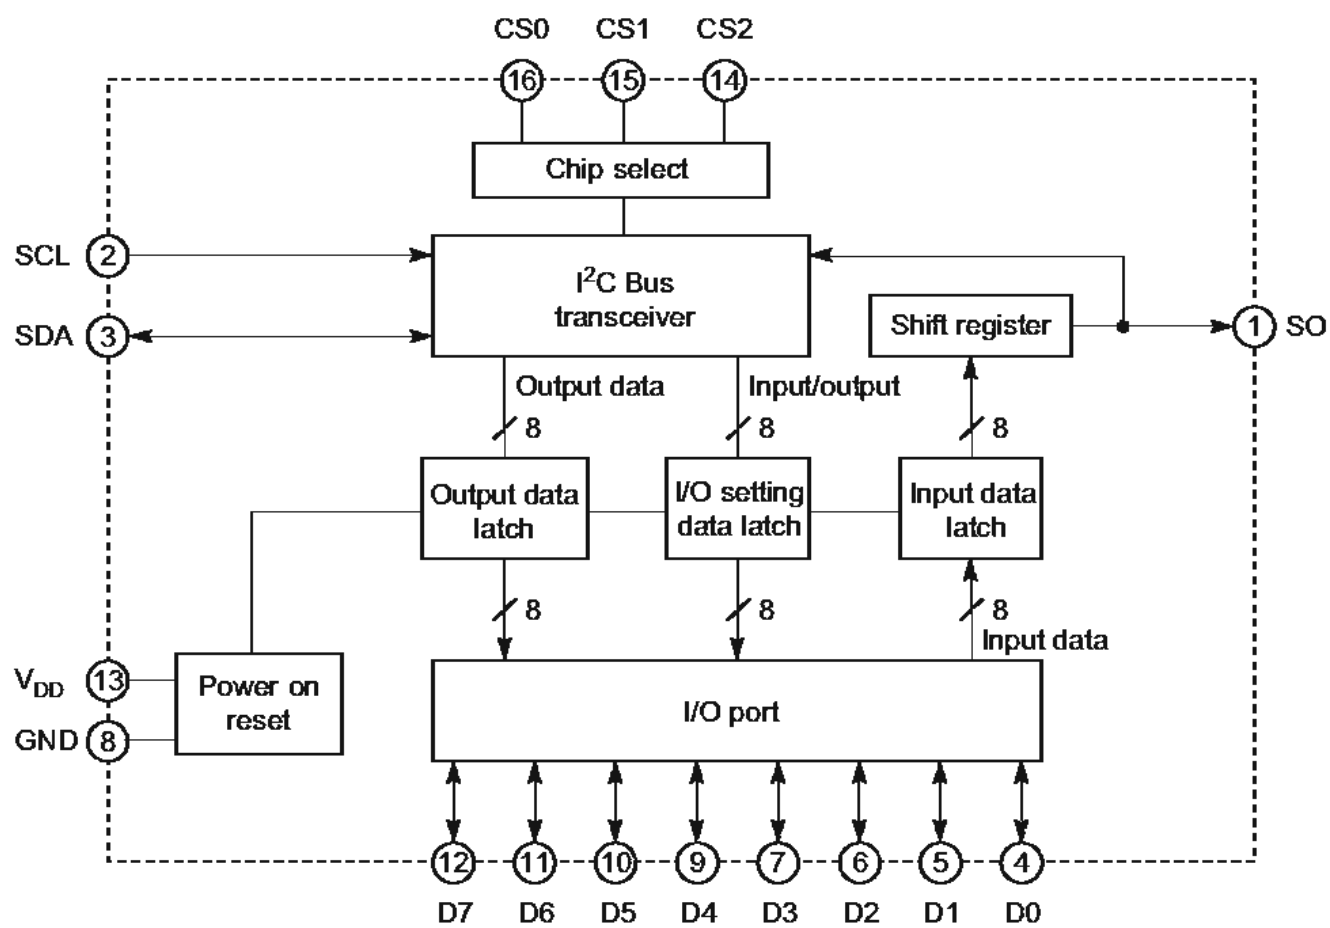 CS0 CS1 CS2
16 15 14
Chip select
SCL 2
I²C Bus
transceiver
SDA 3
Shift register
1 SO
Output data
Input/output
8 8 8
Output data
latch
I/O setting
data latch
Input data
latch
8 8 8
Input data
VDD 13
Power on
reset
GND 8
I/O port
12 11 10 9 7 6 5 4
D7 D6 D5 D4 D3 D2 D1 D0